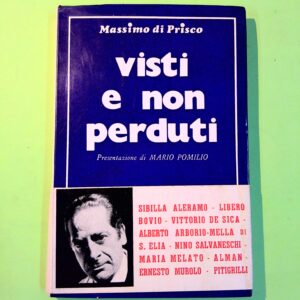 Massimo di Prisco
visti
e non
perduti
Presentazione di MARIO POMILIO
SIBILLA ALERAMO - LIBERO
BOVIO - VITTORIO DE SICA -
ALBERTO ARBORIO-MELLA DI
S. ELIA - NINO SALVANESCHI -
MARIA MELATO - ALMAN -
ERNESTO MUROLO - PITIGRILLI